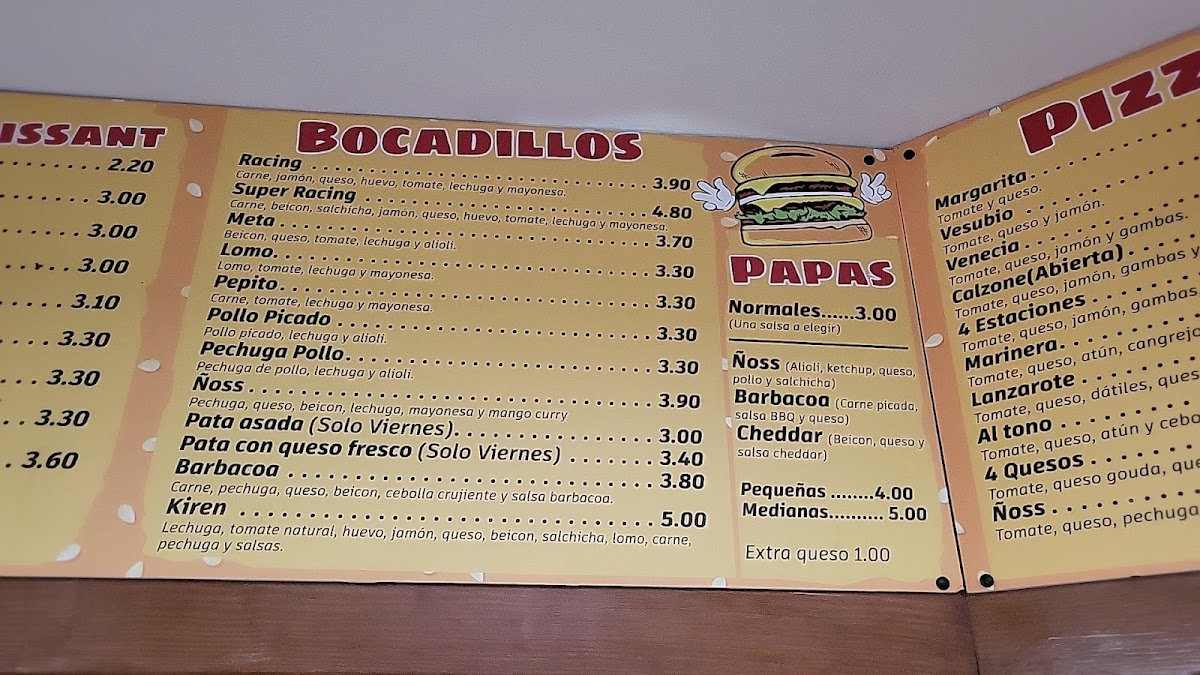 ISSANT
2.20
3.00
3.00
3.00
3.10
3.30
3.30
3.30
3.60
BOCADILLOS
Racing 3.90
Carne, jamón, queso, huevo, tomate, lechuga y mayonesa.
Super Racing 4.80
Carne, beicon, salchicha, jamón, queso, huevo, tomate, lechuga y mayonesa.
Meta 3.70
Beicon, queso, tomate, lechuga y alioli.
Lomo 3.30
Lomo, tomate, lechuga y mayonesa.
Pepito 3.30
Carne, tomate, lechuga y mayonesa.
Pollo Picado 3.30
Pollo picado, lechuga y alioli.
Pechuga Pollo 3.30
Pechuga de pollo, lechuga y alioli.
Ñoss 3.90
Pechuga, queso, beicon, lechuga, mayonesa y mango curry
Pata asada (Solo Viernes) 3.00
Pata con queso fresco (Solo Viernes) 3.40
Barbacoa 3.80
Carne, pechuga, queso, beicon, cebolla crujiente y salsa barbacoa.
Kiren 5.00
Lechuga, tomate natural, huevo, jamón, queso, beicon, salchicha, lomo, carne,
pechuga y salsas.
PAPAS
Normales......3.00
(Una salsa a elegir)
Ñoss (Alioli, ketchup, queso,
pollo y salchicha)
Barbacoa (Carne picada,
salsa BBQ y queso)
Cheddar (Beicon, queso y
salsa cheddar)
Pequeñas ........4.00
Medianas.......... 5.00
Extra queso 1.00
PIZZ
Margarita
Tomate y queso.
Vesubio
Tomate, queso y jamón.
Venecia
Tomate, queso, jamón y gambas.
Calzone(Abierta)
Tomate, queso, jamón, gambas y
4 Estaciones
Tomate, queso, jamón, gambas
Marinera
Tomate, queso, atún, cangrejo
Lanzarote
Tomate, queso, dátiles, ques
Al tono
Tomate, queso, atún y cebo
4 Quesos
Tomate, queso gouda, que
Ñoss
Tomate, queso, pechuga